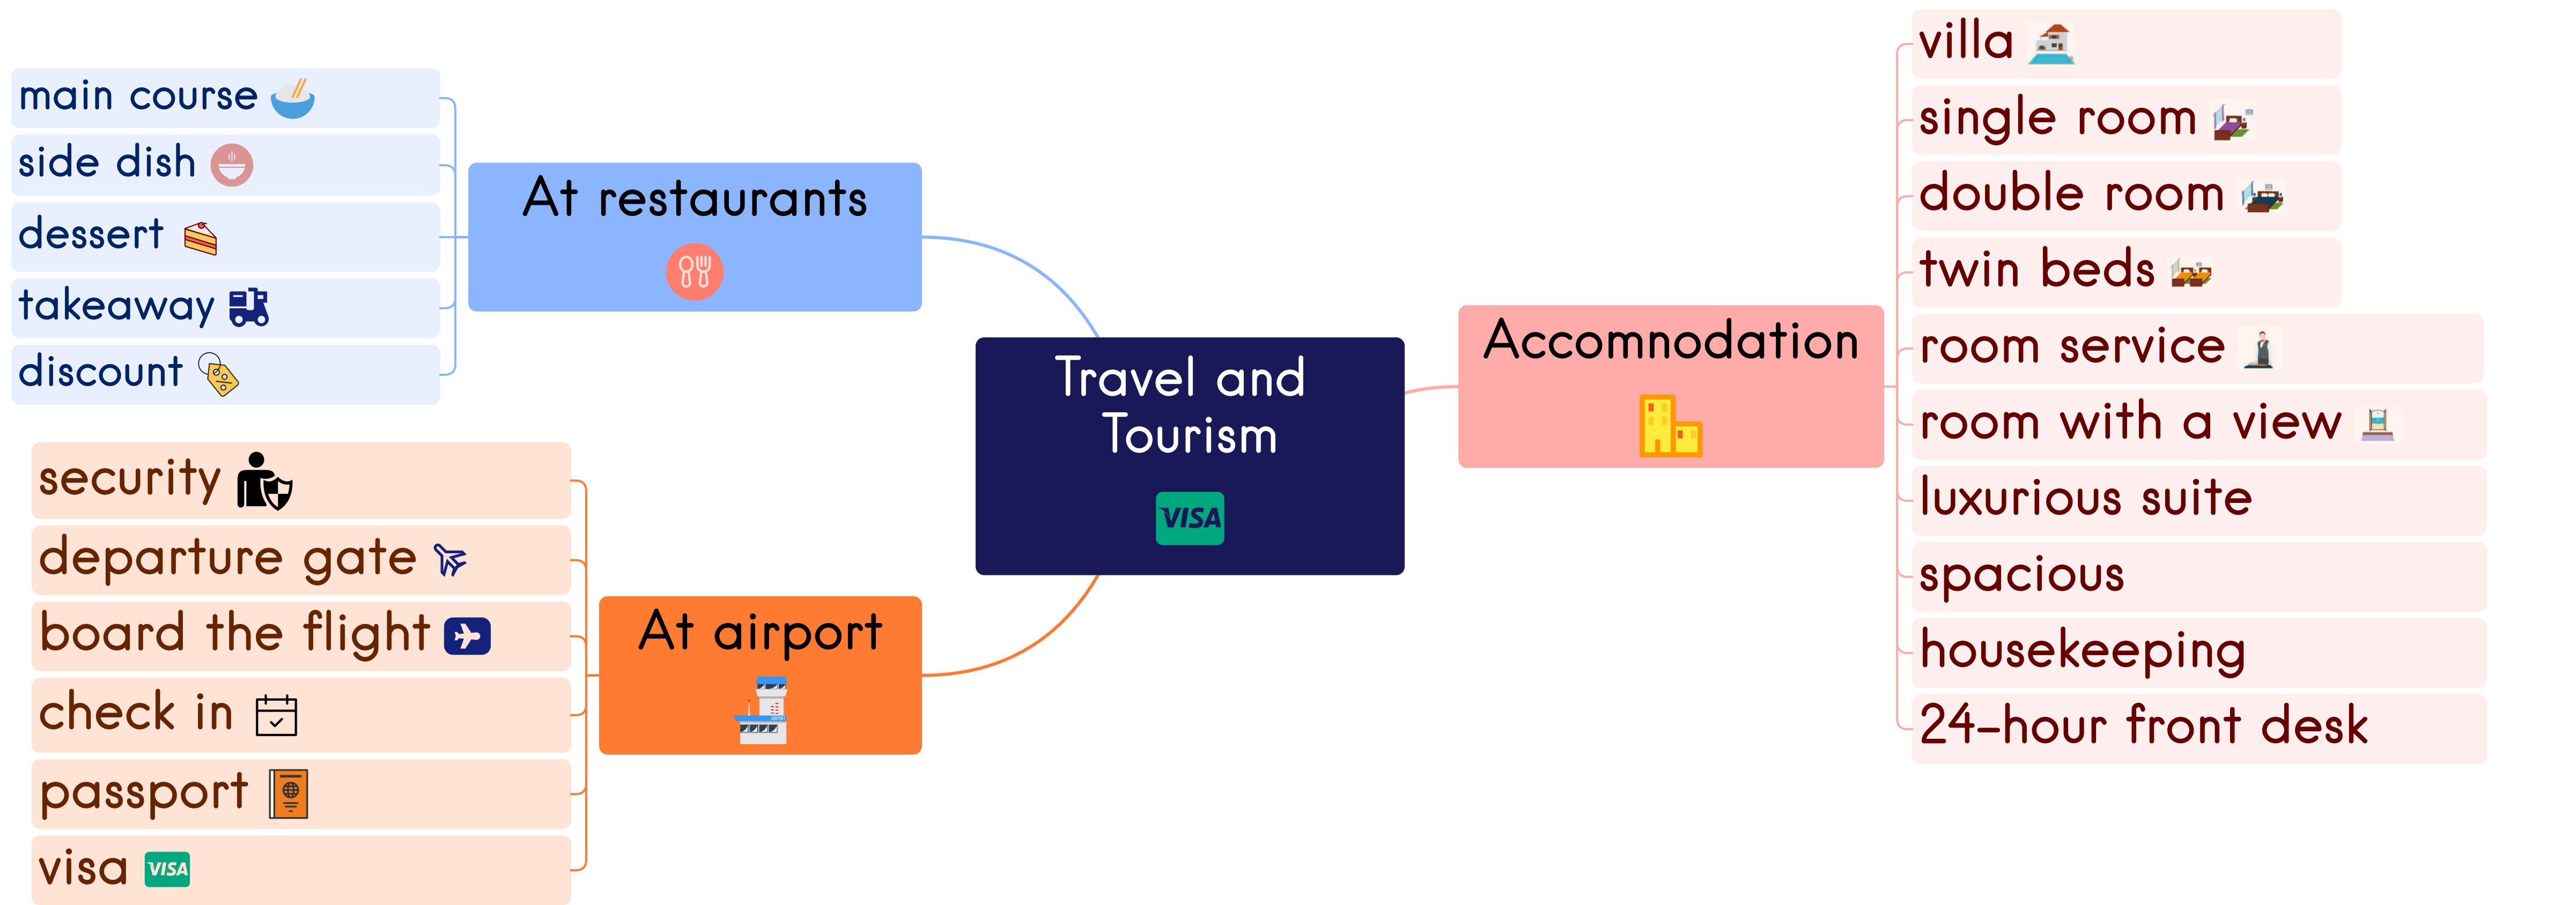 Travel and
Tourism
VISA
At restaurants
main course
side dish
dessert
takeaway
discount
At airport
security
departure gate
board the flight
check in
passport
visa VISA
Accomnodation
villa
single room
double room
twin beds
room service
room with a view
luxurious suite
spacious
housekeeping
24-hour front desk